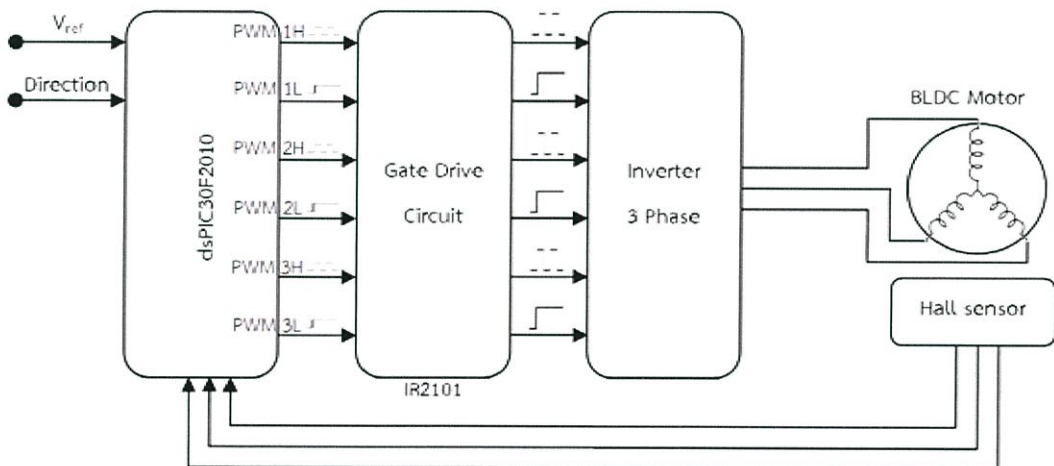 V_ref
Direction
dsPIC30F2010
PWM 1H
PWM 1L
PWM 2H
PWM 2L
PWM 3H
PWM 3L
Gate Drive
Circuit
IR2101
Inverter
3 Phase
BLDC Motor
Hall sensor